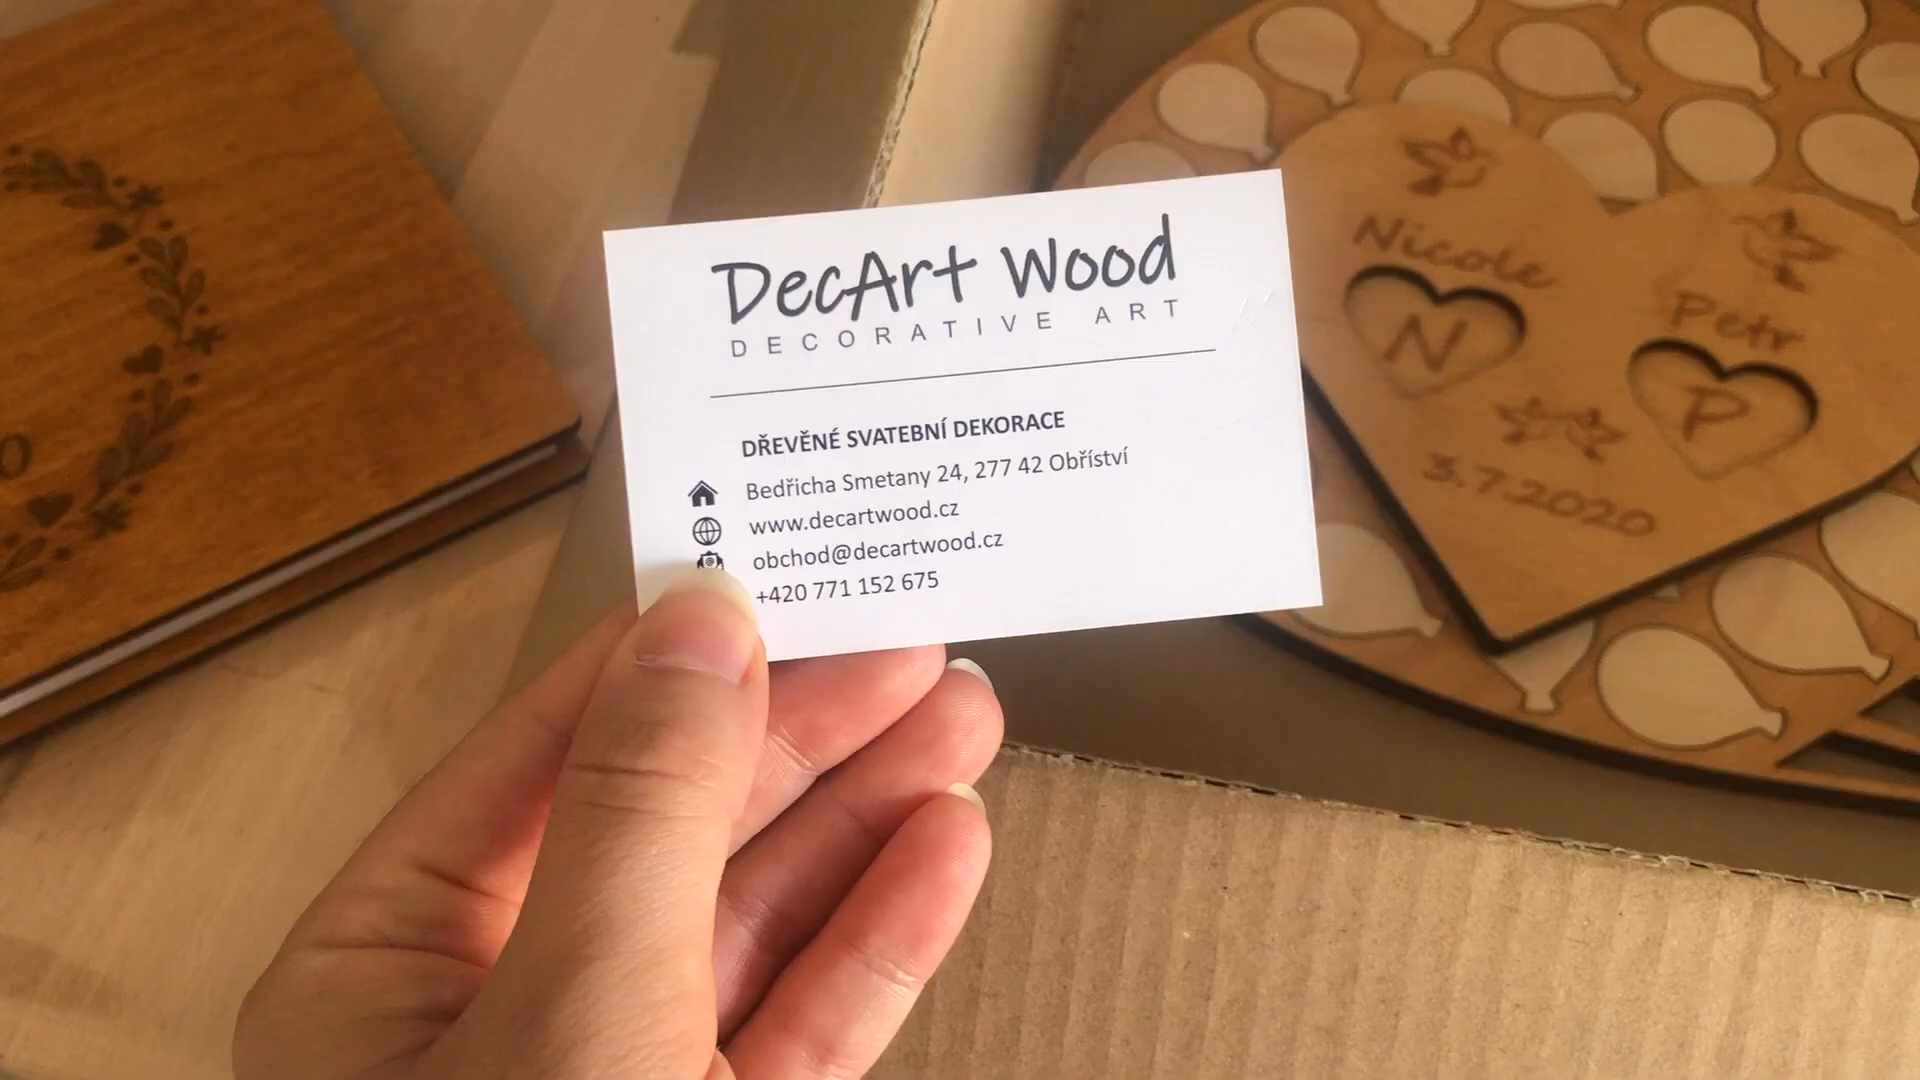 DecArt Wood
DECORATIVE ART
DŘEVĚNÉ SVATEBNÍ DEKORACE
Bedřicha Smetany 24, 277 42 Obříství
www.decartwood.cz
obchod@decartwood.cz
+420 771 152 675
Nicole
N
Petr
P
3.7.2020
0